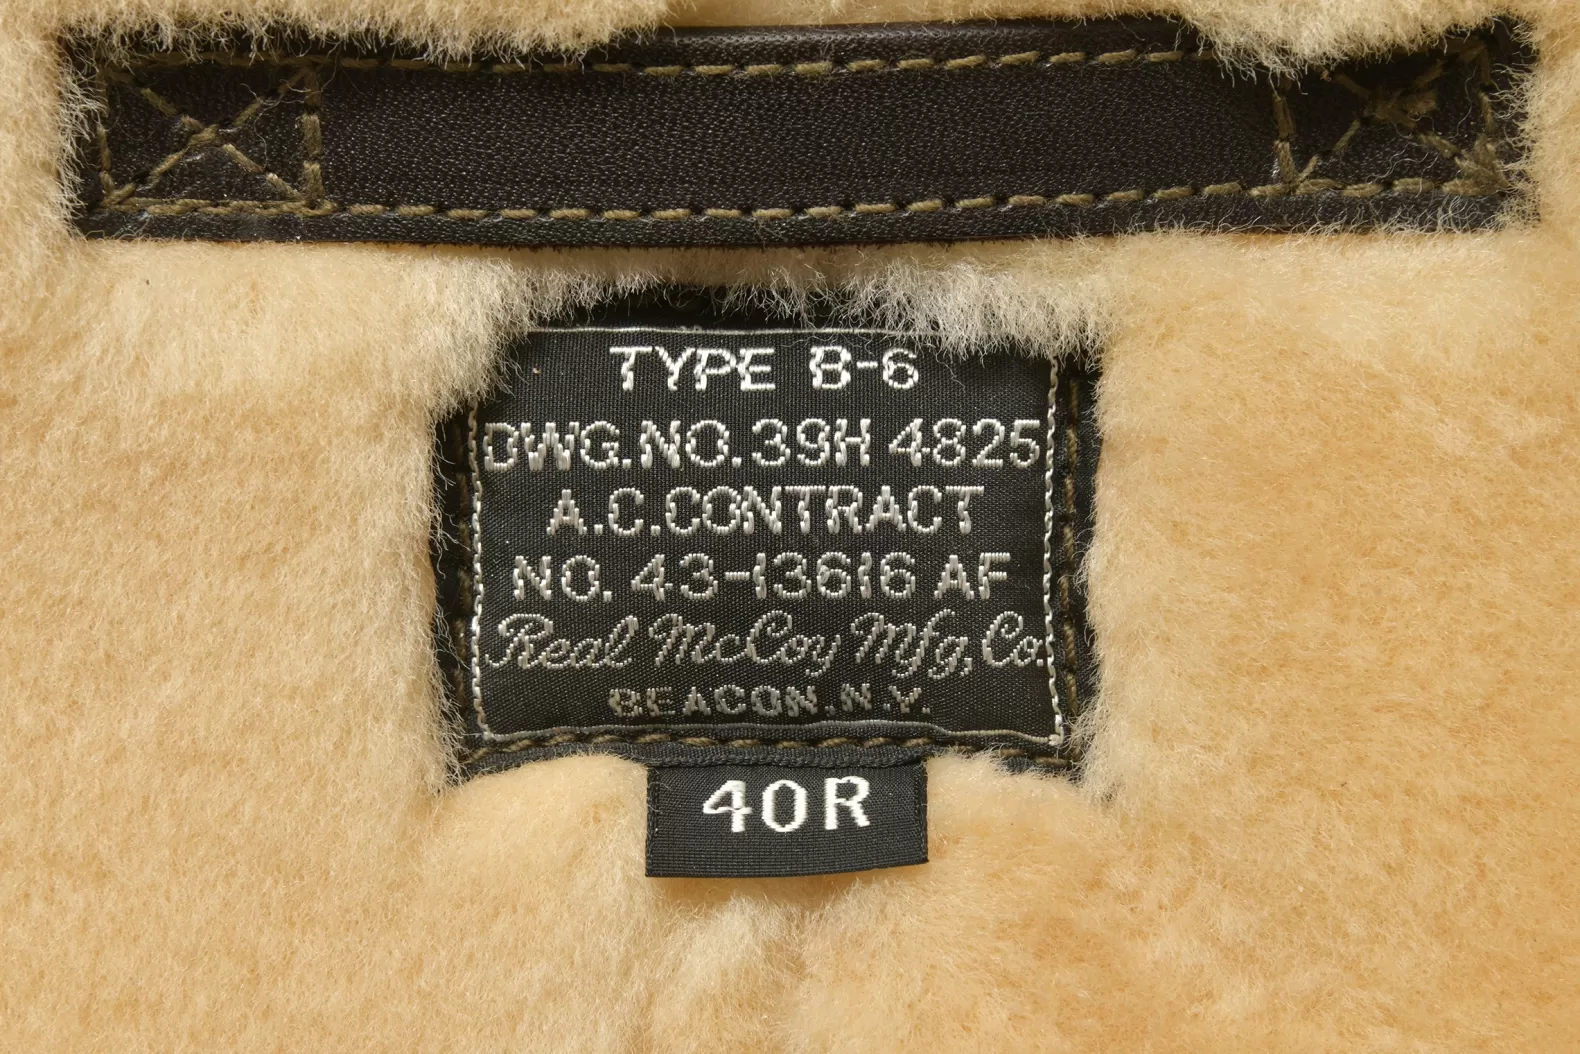 TYPE B-6
DWG.NO.39H 4825
A.C.CONTRACT
NO. 43-13616 AF
Real McCoy Mfg, Co.
BEACON.N.Y.
40R